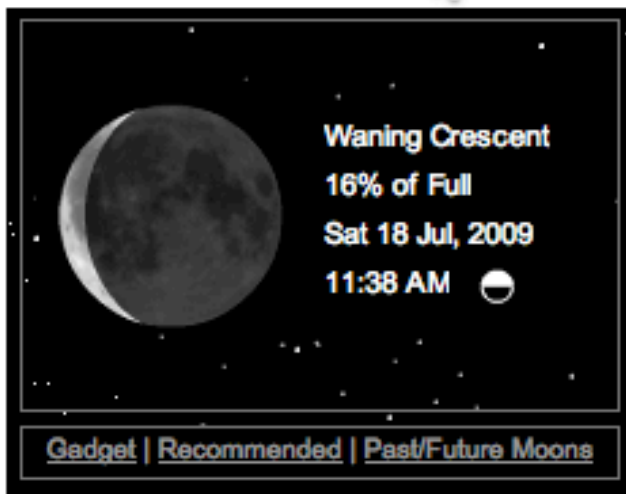 Waning Crescent
16% of Full
Sat 18 Jul, 2009
11:38 AM
Gadget | Recommended | Past/Future Moons